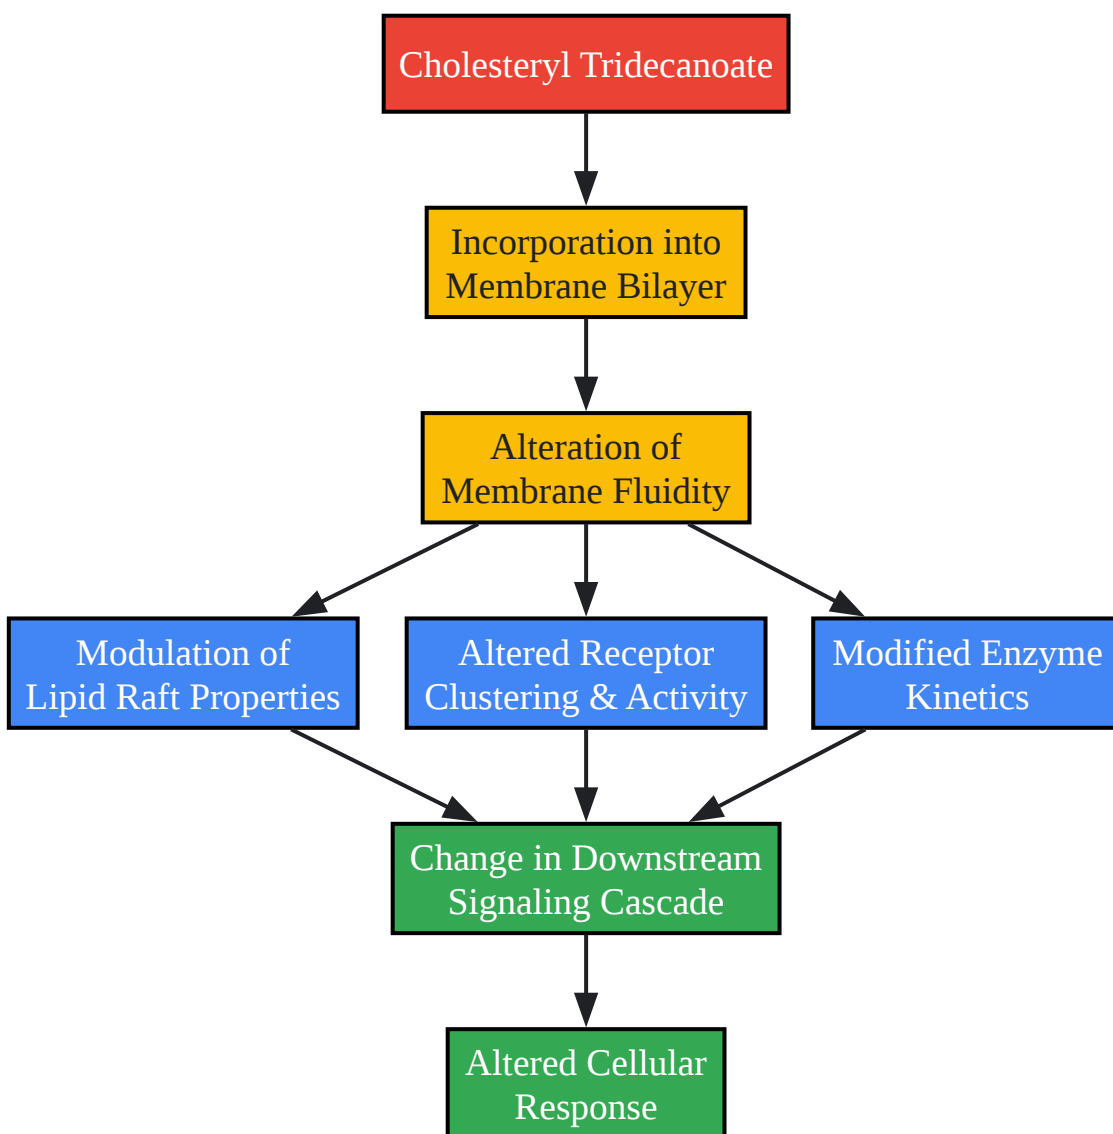 Cholesteryl Tridecanoate
Incorporation into
Membrane Bilayer
Alteration of
Membrane Fluidity
Modulation of
Lipid Raft Properties
Altered Receptor
Clustering & Activity
Modified Enzyme
Kinetics
Change in Downstream
Signaling Cascade
Altered Cellular
Response